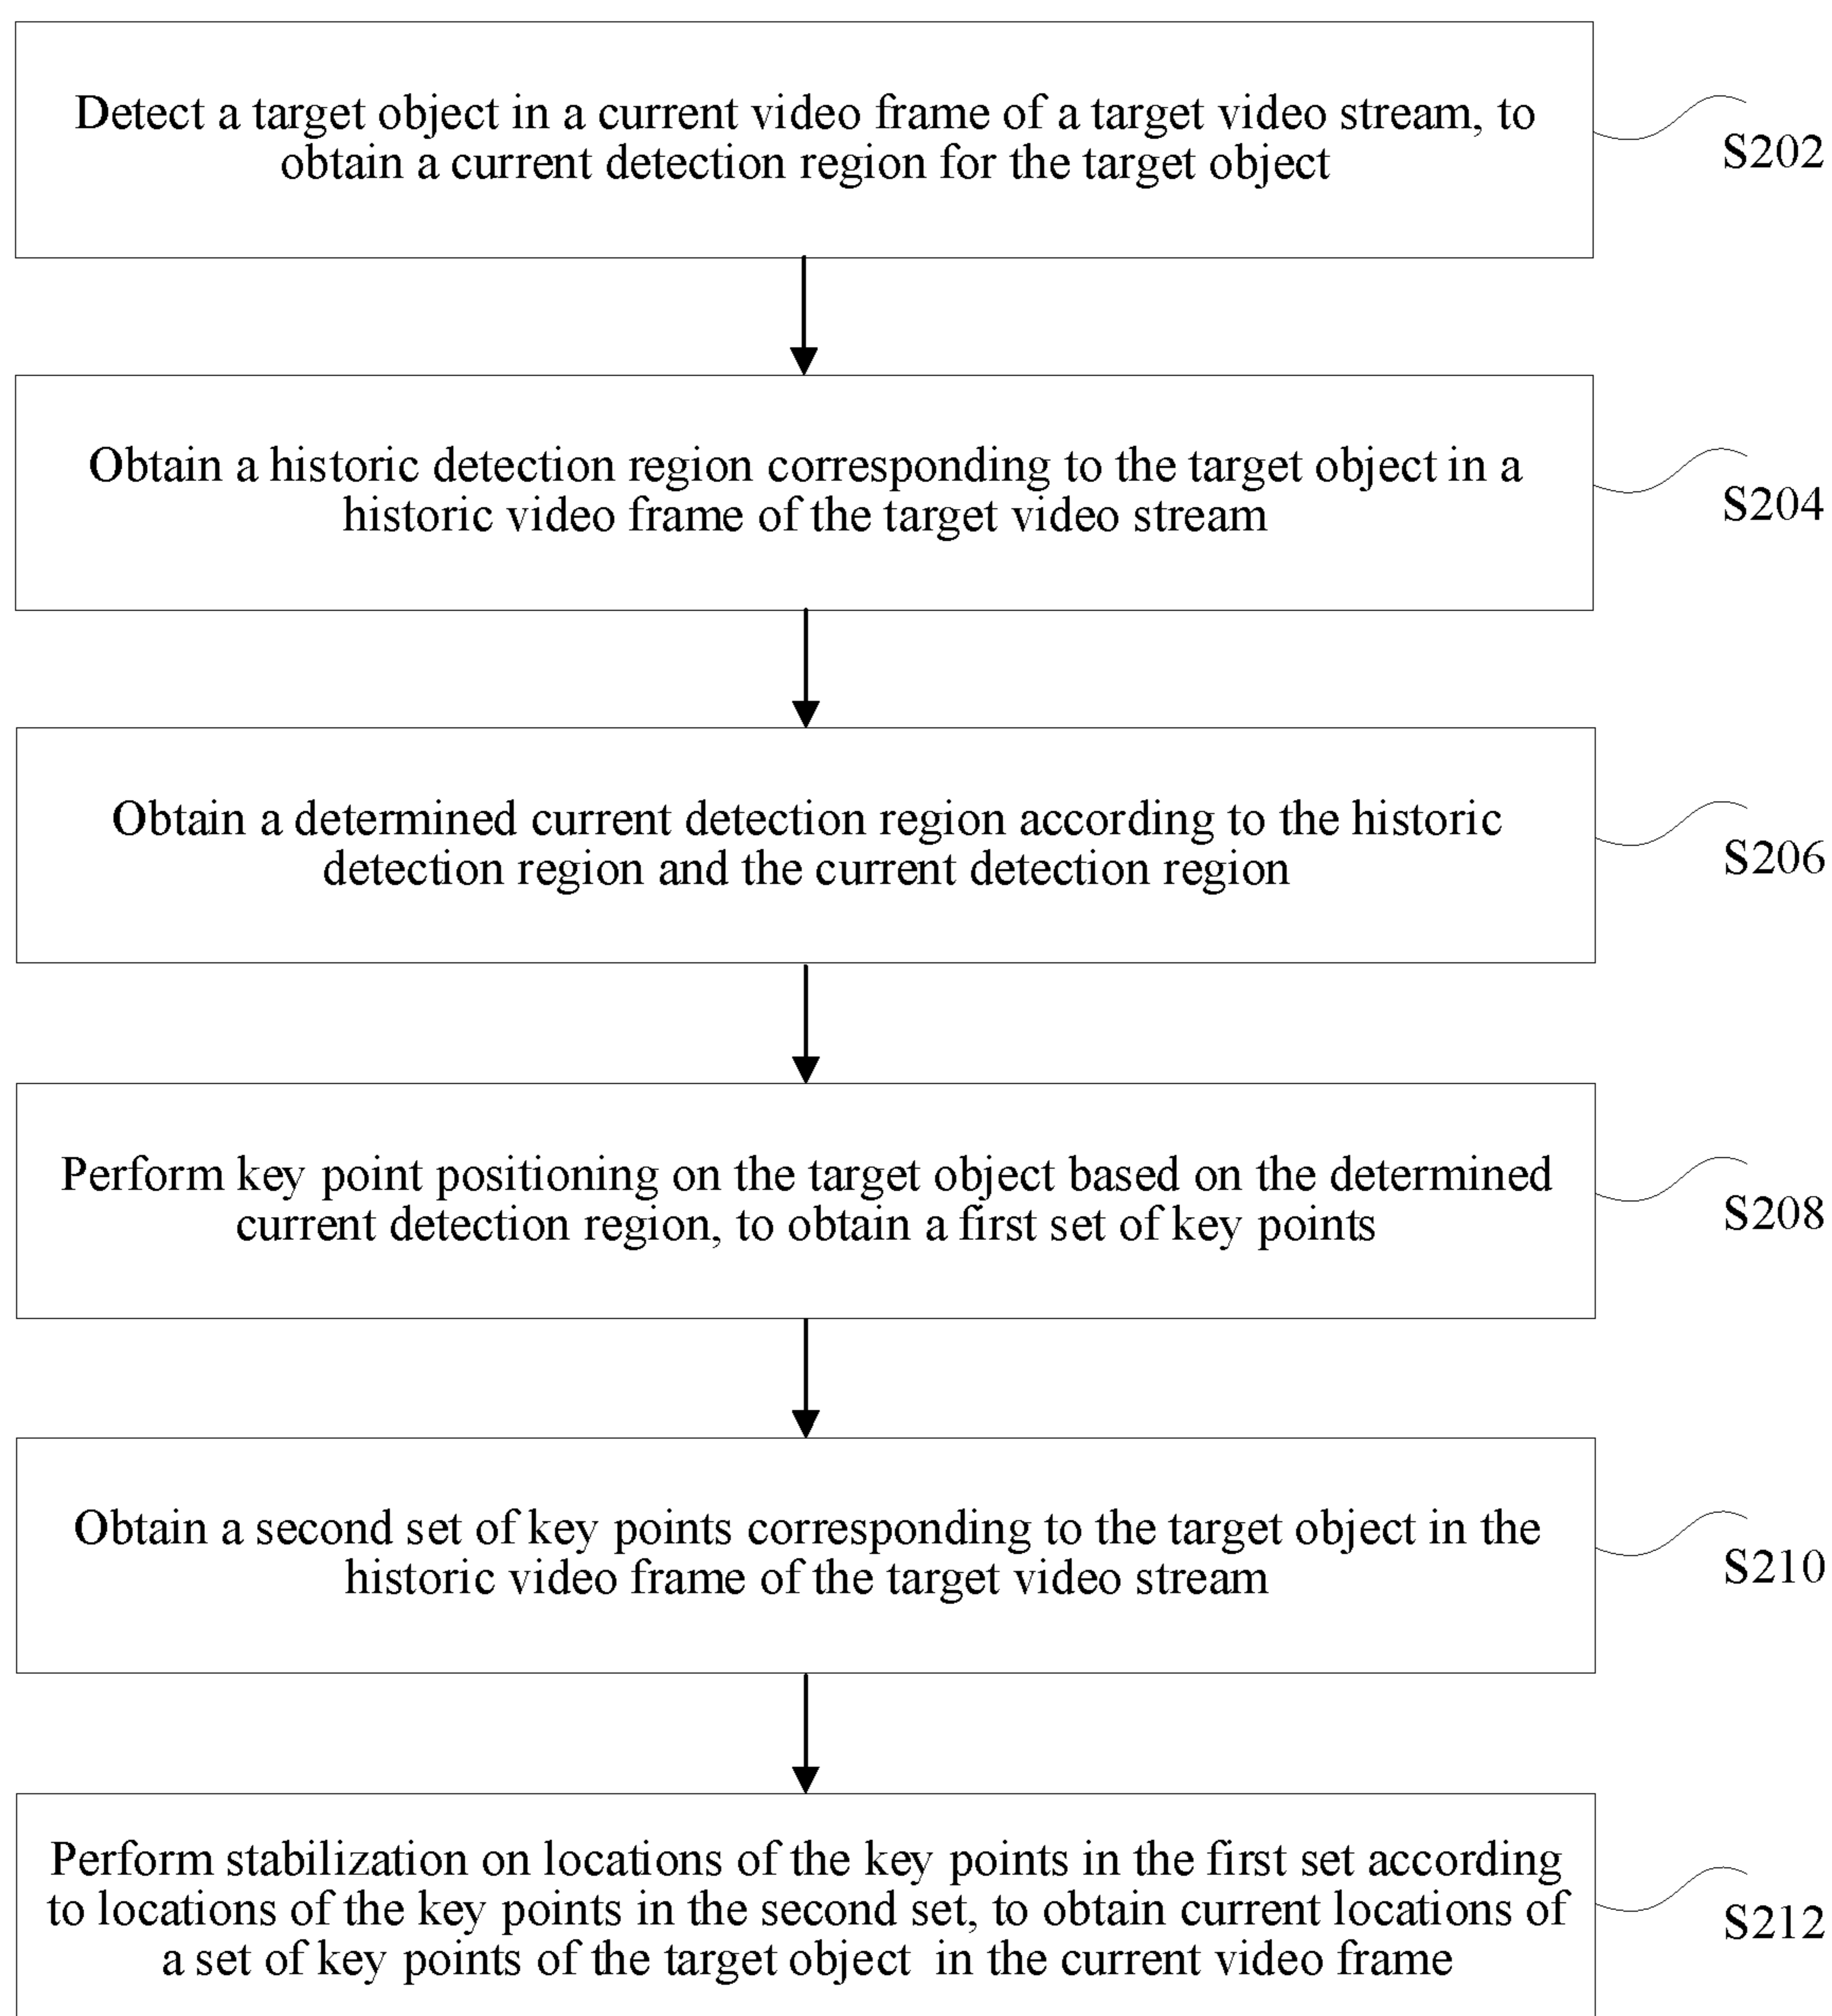 Detect a target object in a current video frame of a target video stream, to
obtain a current detection region for the target object
S202
Obtain a historic detection region corresponding to the target object in a
historic video frame of the target video stream
S204
Obtain a determined current detection region according to the historic
detection region and the current detection region
S206
Perform key point positioning on the target object based on the determined
current detection region, to obtain a first set of key points
S208
Obtain a second set of key points corresponding to the target object in the
historic video frame of the target video stream
S210
Perform stabilization on locations of the key points in the first set according
to locations of the key points in the second set, to obtain current locations of
a set of key points of the target object in the current video frame
S212